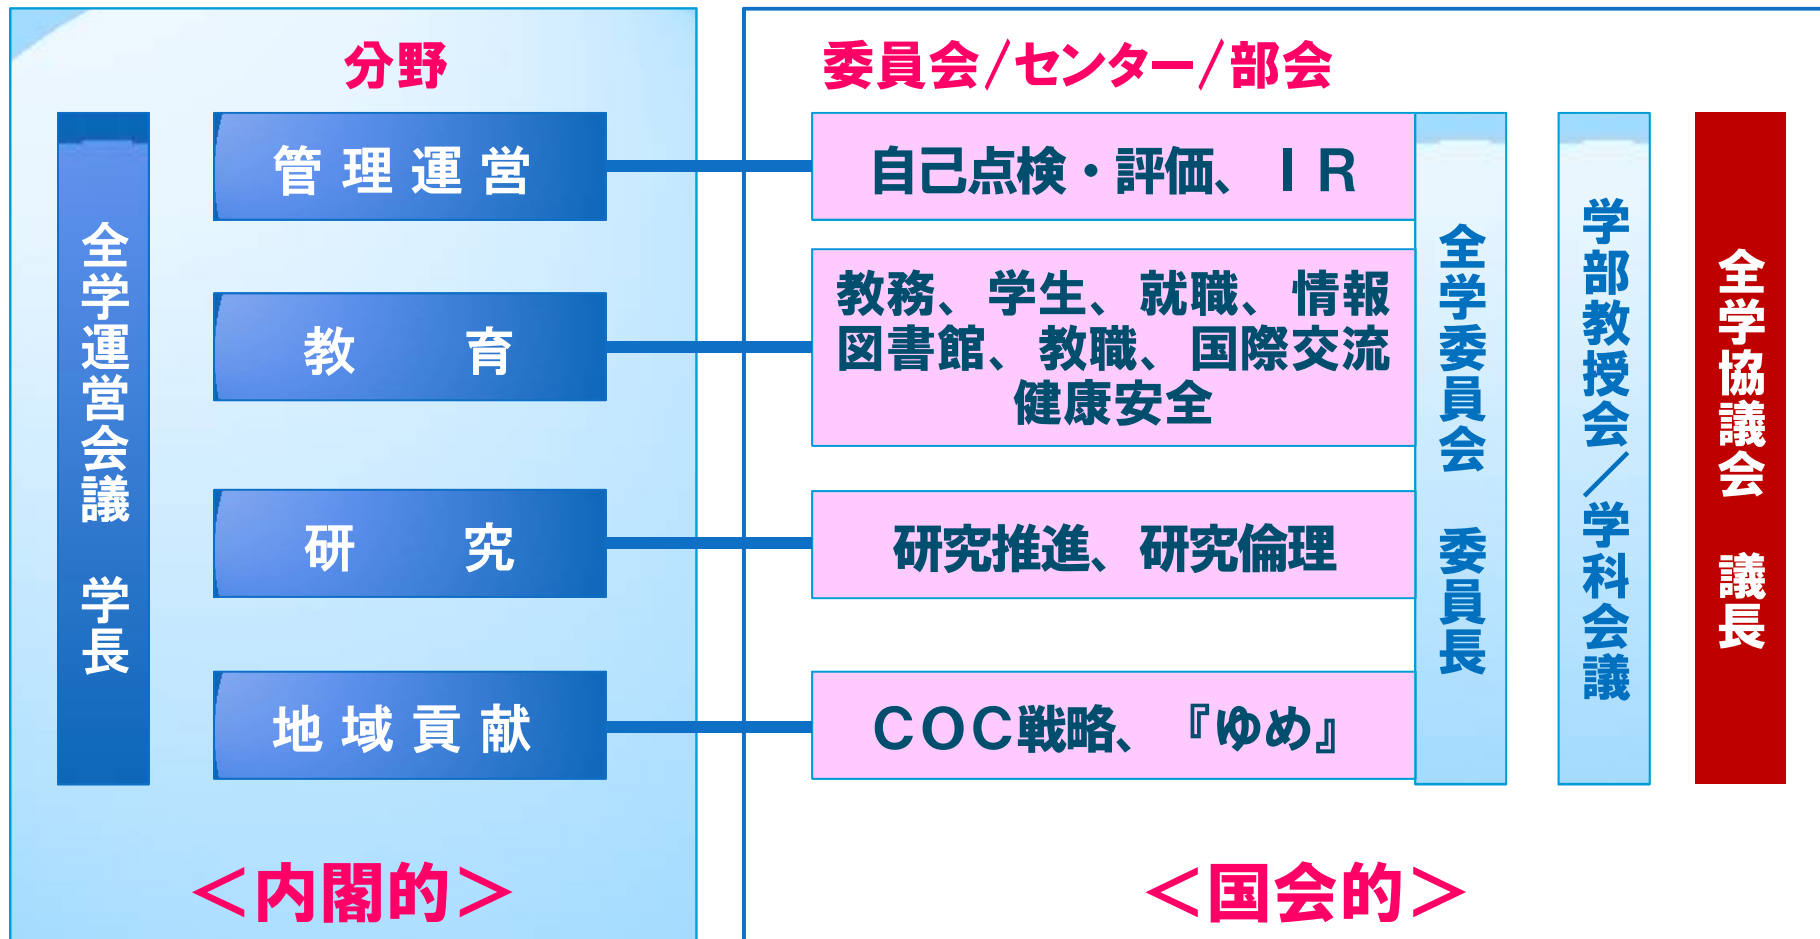 分野
委員会/センター/部会
全学運営会議　学長
管理運営
自己点検・評価、ＩＲ
教　育
教務、学生、就職、情報
図書館、教職、国際交流
健康安全
研　究
研究推進、研究倫理
地域貢献
ＣＯＣ戦略、『ゆめ』
全学委員会　委員長
学部教授会／学科会議
全学協議会　議長
＜内閣的＞
＜国会的＞